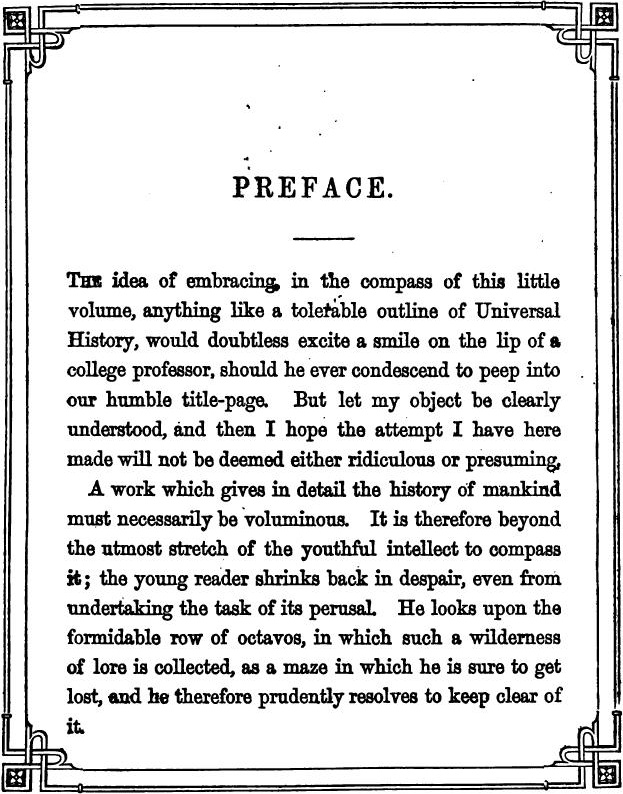 PREFACE.
THE idea of embracing, in the compass of this little
volume, anything like a tolerable outline of Universal
History, would doubtless excite a smile on the lip of a
college professor, should he ever condescend to peep into
our humble title-page. But let my object be clearly
understood, and then I hope the attempt I have here
made will not be deemed either ridiculous or presuming.
A work which gives in detail the history of mankind
must necessarily be voluminous. It is therefore beyond
the utmost stretch of the youthful intellect to compass
it; the young reader shrinks back in despair, even from
undertaking the task of its perusal. He looks upon the
formidable row of octavos, in which such a wilderness
of lore is collected, as a maze in which he is sure to get
lost, and he therefore prudently resolves to keep clear of
it.